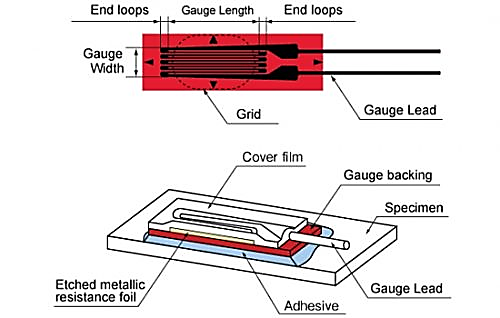 End loops
Gauge Length
End loops
Gauge
Width
Gauge Lead
Grid
Cover film
Gauge backing
Specimen
Etched metallic
resistance foil
Adhesive
Gauge Lead